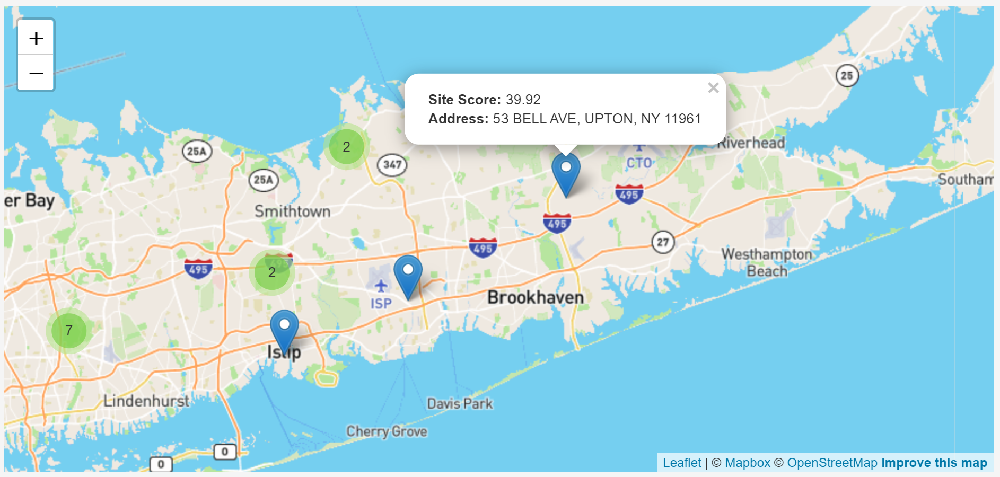 +
−
×
Site Score: 39.92
Address: 53 BELL AVE, UPTON, NY 11961
25
25A
2
347
CTO
Riverhead
25A
495
Southam
er Bay
Smithtown
495
495
27
495
495
2
Westhampton
Beach
ISP
Brookhaven
7
Islip
Lindenhurst
Davis Park
Cherry Grove
0
0
Leaflet | © Mapbox © OpenStreetMap Improve this map